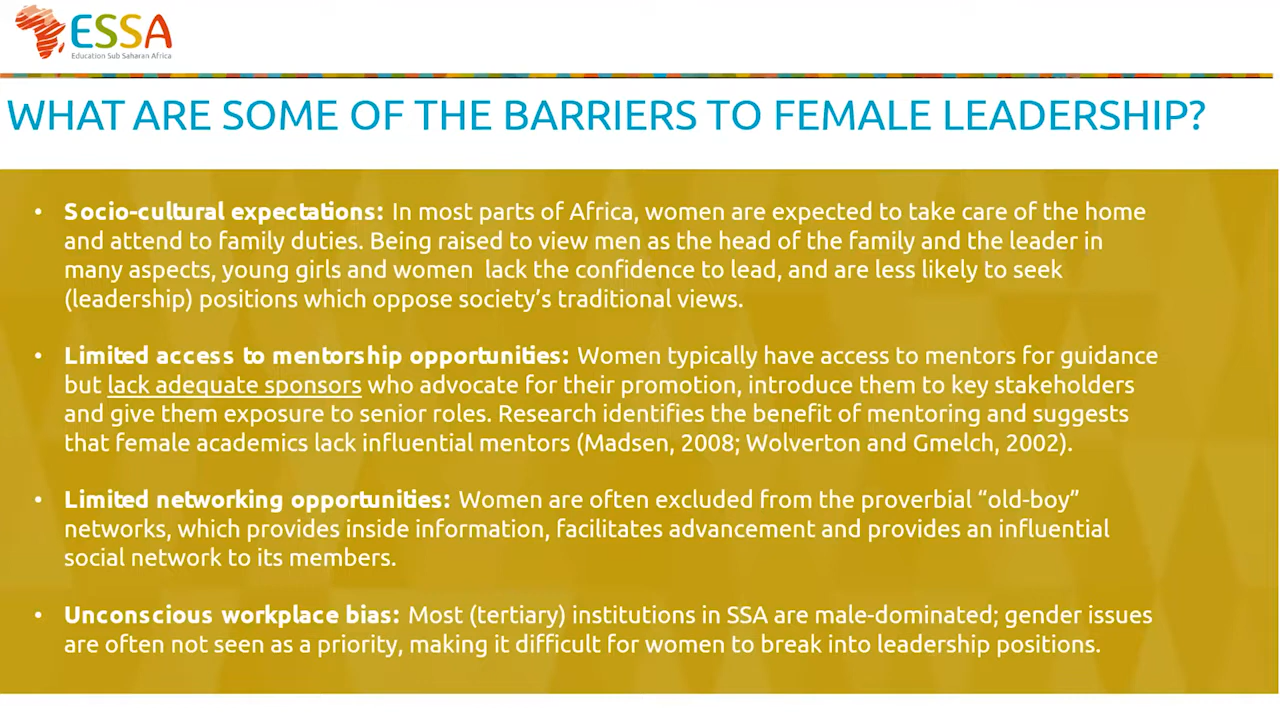 ESSA
Education Sub Saharan Africa
WHAT ARE SOME OF THE BARRIERS TO FEMALE LEADERSHIP?
• Socio-cultural expectations: In most parts of Africa, women are expected to take care of the home
and attend to family duties. Being raised to view men as the head of the family and the leader in
many aspects, young girls and women lack the confidence to lead, and are less likely to seek
(leadership) positions which oppose society’s traditional views.
• Limited access to mentorship opportunities: Women typically have access to mentors for guidance
but lack adequate sponsors who advocate for their promotion, introduce them to key stakeholders
and give them exposure to senior roles. Research identifies the benefit of mentoring and suggests
that female academics lack influential mentors (Madsen, 2008; Wolverton and Gmelch, 2002).
• Limited networking opportunities: Women are often excluded from the proverbial “old-boy”
networks, which provides inside information, facilitates advancement and provides an influential
social network to its members.
• Unconscious workplace bias: Most (tertiary) institutions in SSA are male-dominated; gender issues
are often not seen as a priority, making it difficult for women to break into leadership positions.